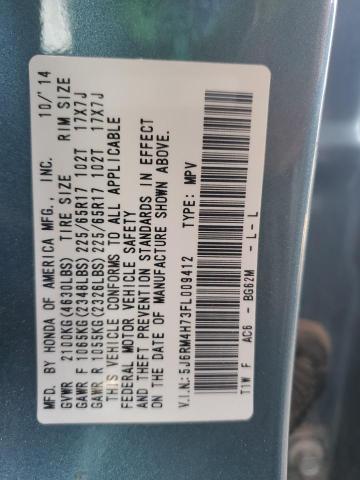 MFD. BY HONDA OF AMERICA MFG., INC. 10/'14
GVWR 2100KG(4630LBS) TIRE SIZE RIM SIZE
GAWR F 1065KG(2348LBS) 225/65R17 102T 17X7J
GAWR R 1055KG(2326LBS) 225/65R17 102T 17X7J
THIS VEHICLE CONFORMS TO ALL APPLICABLE
FEDERAL MOTOR VEHICLE SAFETY
AND THEFT PREVENTION STANDARDS IN EFFECT
ON THE DATE OF MANUFACTURE SHOWN ABOVE.
V.I.N.:5J6RM4H73FL009412 TYPE: MPV
T1W F AC6 - BG62M - L - L